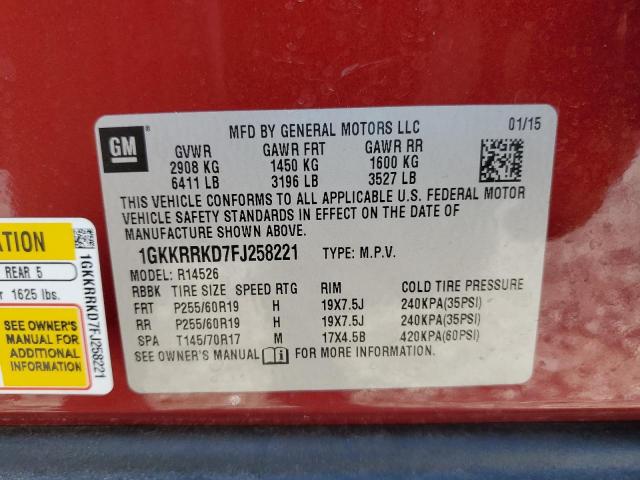 GM
MFD BY GENERAL MOTORS LLC 01/15
GVWR GAWR FRT GAWR RR
2908 KG 1450 KG 1600 KG
6411 LB 3196 LB 3527 LB
THIS VEHICLE CONFORMS TO ALL APPLICABLE U.S. FEDERAL MOTOR
VEHICLE SAFETY STANDARDS IN EFFECT ON THE DATE OF
MANUFACTURE SHOWN ABOVE.
1GKKRRKD7FJ258221 TYPE: M.P.V.
MODEL: R14526
RBBK TIRE SIZE SPEED RTG RIM COLD TIRE PRESSURE
FRT P255/60R19 H 19X7.5J 240KPA(35PSI)
RR P255/60R19 H 19X7.5J 240KPA(35PSI)
SPA T145/70R17 M 17X4.5B 420KPA(60PSI)
SEE OWNER'S MANUAL FOR MORE INFORMATION.
REAR 5
1625 lbs.
SEE OWNER'S
MANUAL FOR
ADDITIONAL
INFORMATION
1GKKRRKD7FJ258221